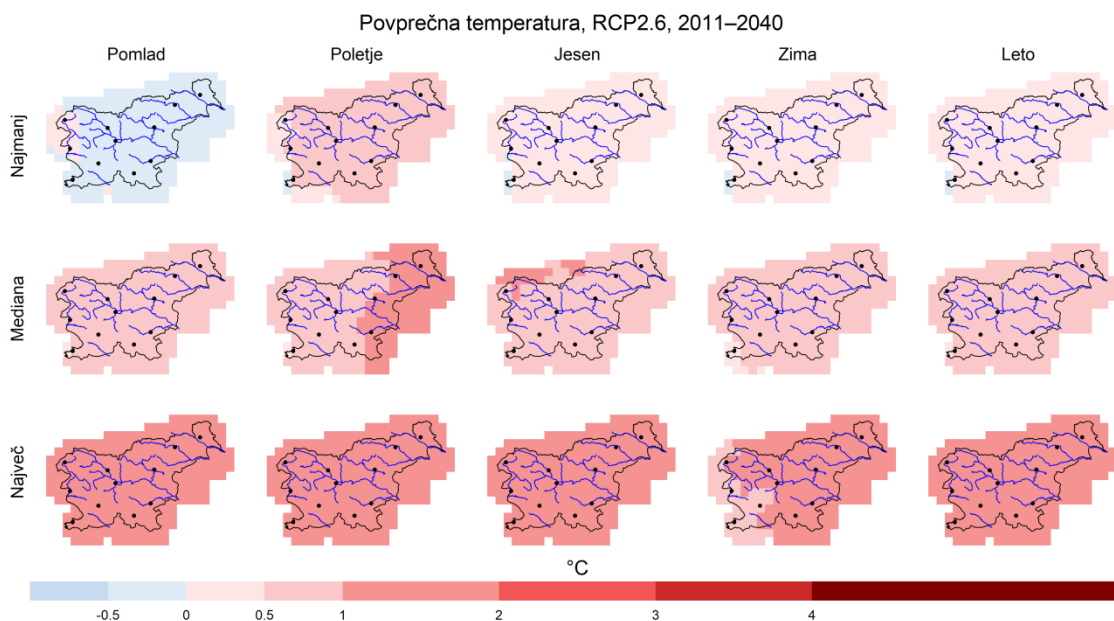 Povprečna temperatura, RCP2.6, 2011–2040
Pomlad Poletje Jesen Zima Leto
Najmanj
Mediana
Največ
°C
-0.5 0 0.5 1 2 3 4